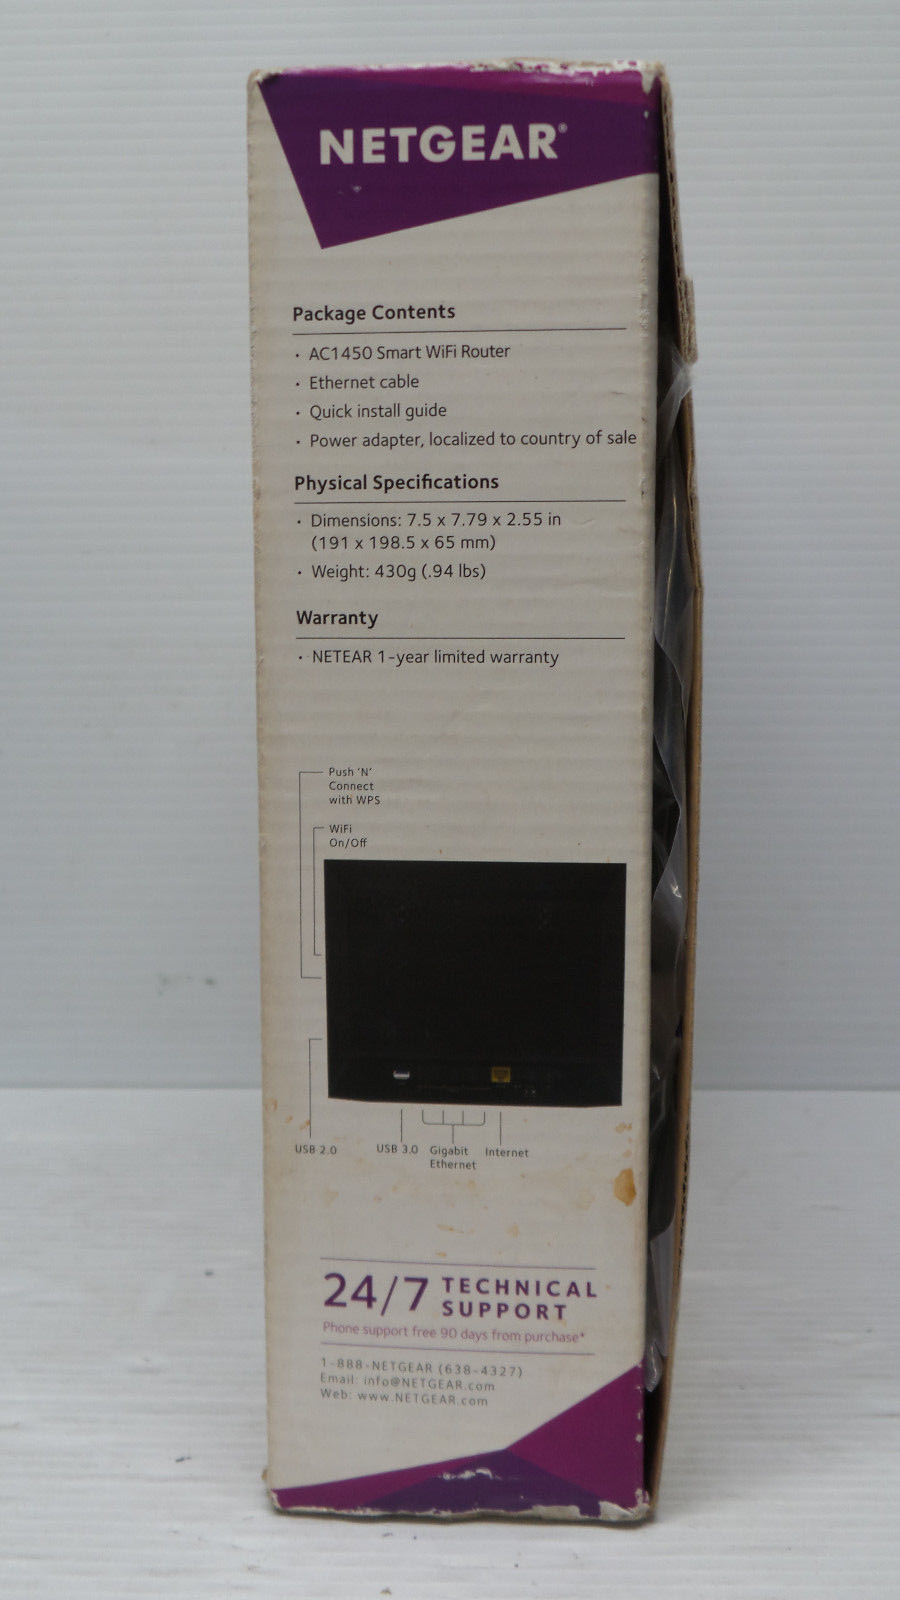 NETGEAR®
Package Contents
· AC1450 Smart WiFi Router
· Ethernet cable
· Quick install guide
· Power adapter, localized to country of sale
Physical Specifications
· Dimensions: 7.5 x 7.79 x 2.55 in
(191 x 198.5 x 65 mm)
· Weight: 430g (.94 lbs)
Warranty
· NETEAR 1-year limited warranty
Push 'N'
Connect
with WPS
WiFi
On/Off
USB 2.0
USB 3.0
Gigabit
Ethernet
Internet
24/7 TECHNICAL
SUPPORT
Phone support free 90 days from purchase*
1-888-NETGEAR (638-4327)
Email: info@NETGEAR.com
Web: www.NETGEAR.com